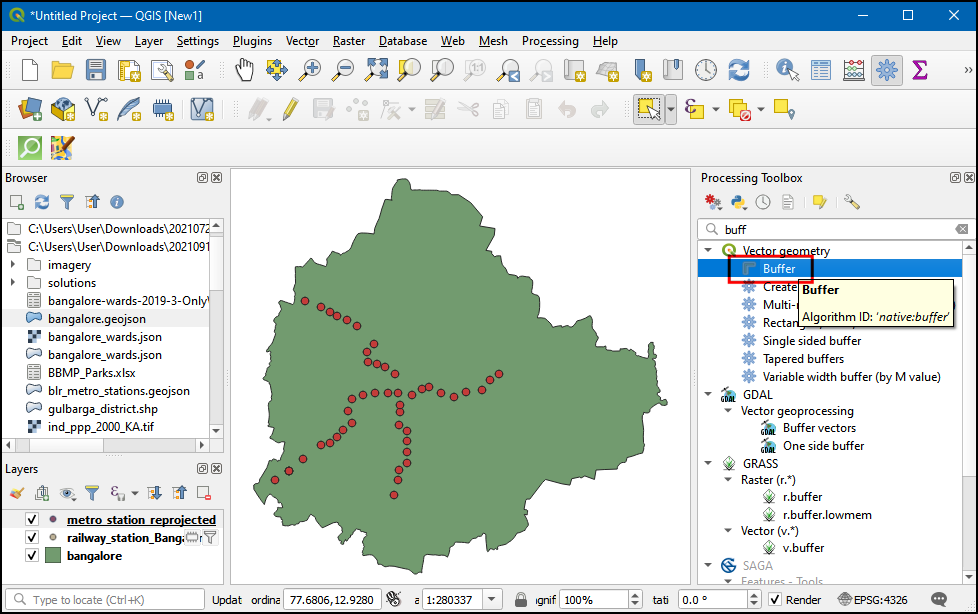 *Untitled Project — QGIS [New1]
Project Edit View Layer Settings Plugins Vector Raster Database Web Mesh Processing Help
Browser
C:\Users\User\Downloads\2021072
C:\Users\User\Downloads\2021091
imagery
solutions
bangalore-wards-2019-3-Only\
bangalore.geojson
bangalore_wards.json
bangalore_wards.json
BBMP_Parks.xlsx
blr_metro_stations.geojson
gulbarga_district.shp
ind_ppp_2000_KA.tif
Layers
metro_station_reprojected
railway_station_Banga
bangalore
Processing Toolbox
buff
Vector geometry
Buffer
Create
Multi-
Rectang
Single sided buffer
Tapered buffers
Variable width buffer (by M value)
Buffer
Algorithm ID: 'native:buffer'
GDAL
Vector geoprocessing
Buffer vectors
One side buffer
GRASS
Raster (r.*)
r.buffer
r.buffer.lowmem
Vector (v.*)
v.buffer
SAGA
Features - Tools
Type to locate (Ctrl+K) Updat ordina 77.6806,12.9280 a 1:280337 agnif 100% tati 0.0 ° Render EPSG:4326